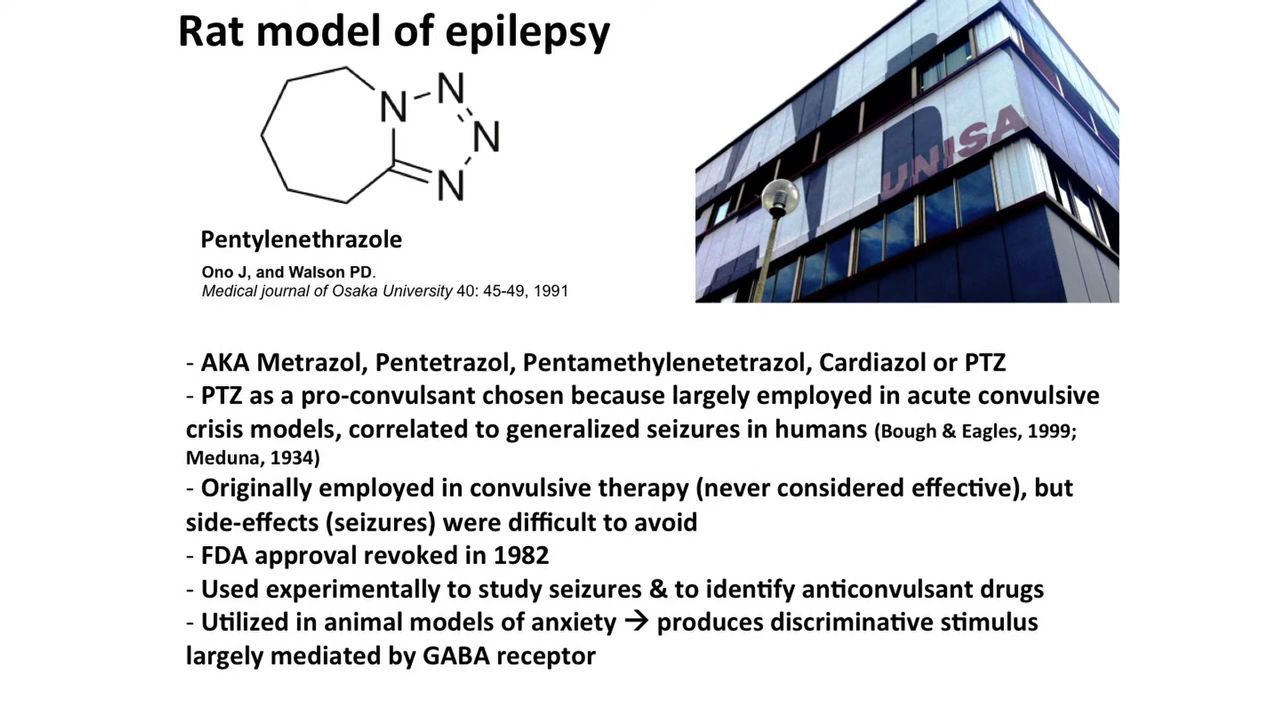 Rat model of epilepsy
N
N
N
N
UNISA
Pentylenethrazole
Ono J, and Walson PD.
Medical journal of Osaka University 40: 45-49, 1991
- AKA Metrazol, Pentetrazol, Pentamethylenetetrazol, Cardiazol or PTZ
- PTZ as a pro-convulsant chosen because largely employed in acute convulsive
crisis models, correlated to generalized seizures in humans (Bough & Eagles, 1999;
Meduna, 1934)
- Originally employed in convulsive therapy (never considered effective), but
side-effects (seizures) were difficult to avoid
- FDA approval revoked in 1982
- Used experimentally to study seizures & to identify anticonvulsant drugs
- Utilized in animal models of anxiety → produces discriminative stimulus
largely mediated by GABA receptor